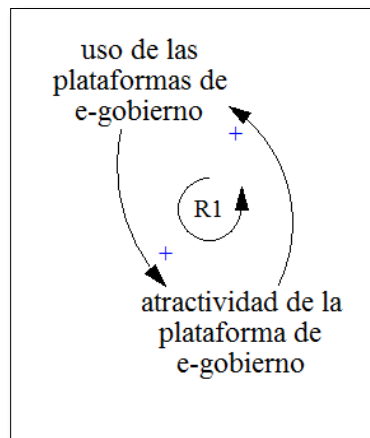 uso de las
plataformas de
e-gobierno
+
R1
+
atractividad de la
plataforma de
e-gobierno